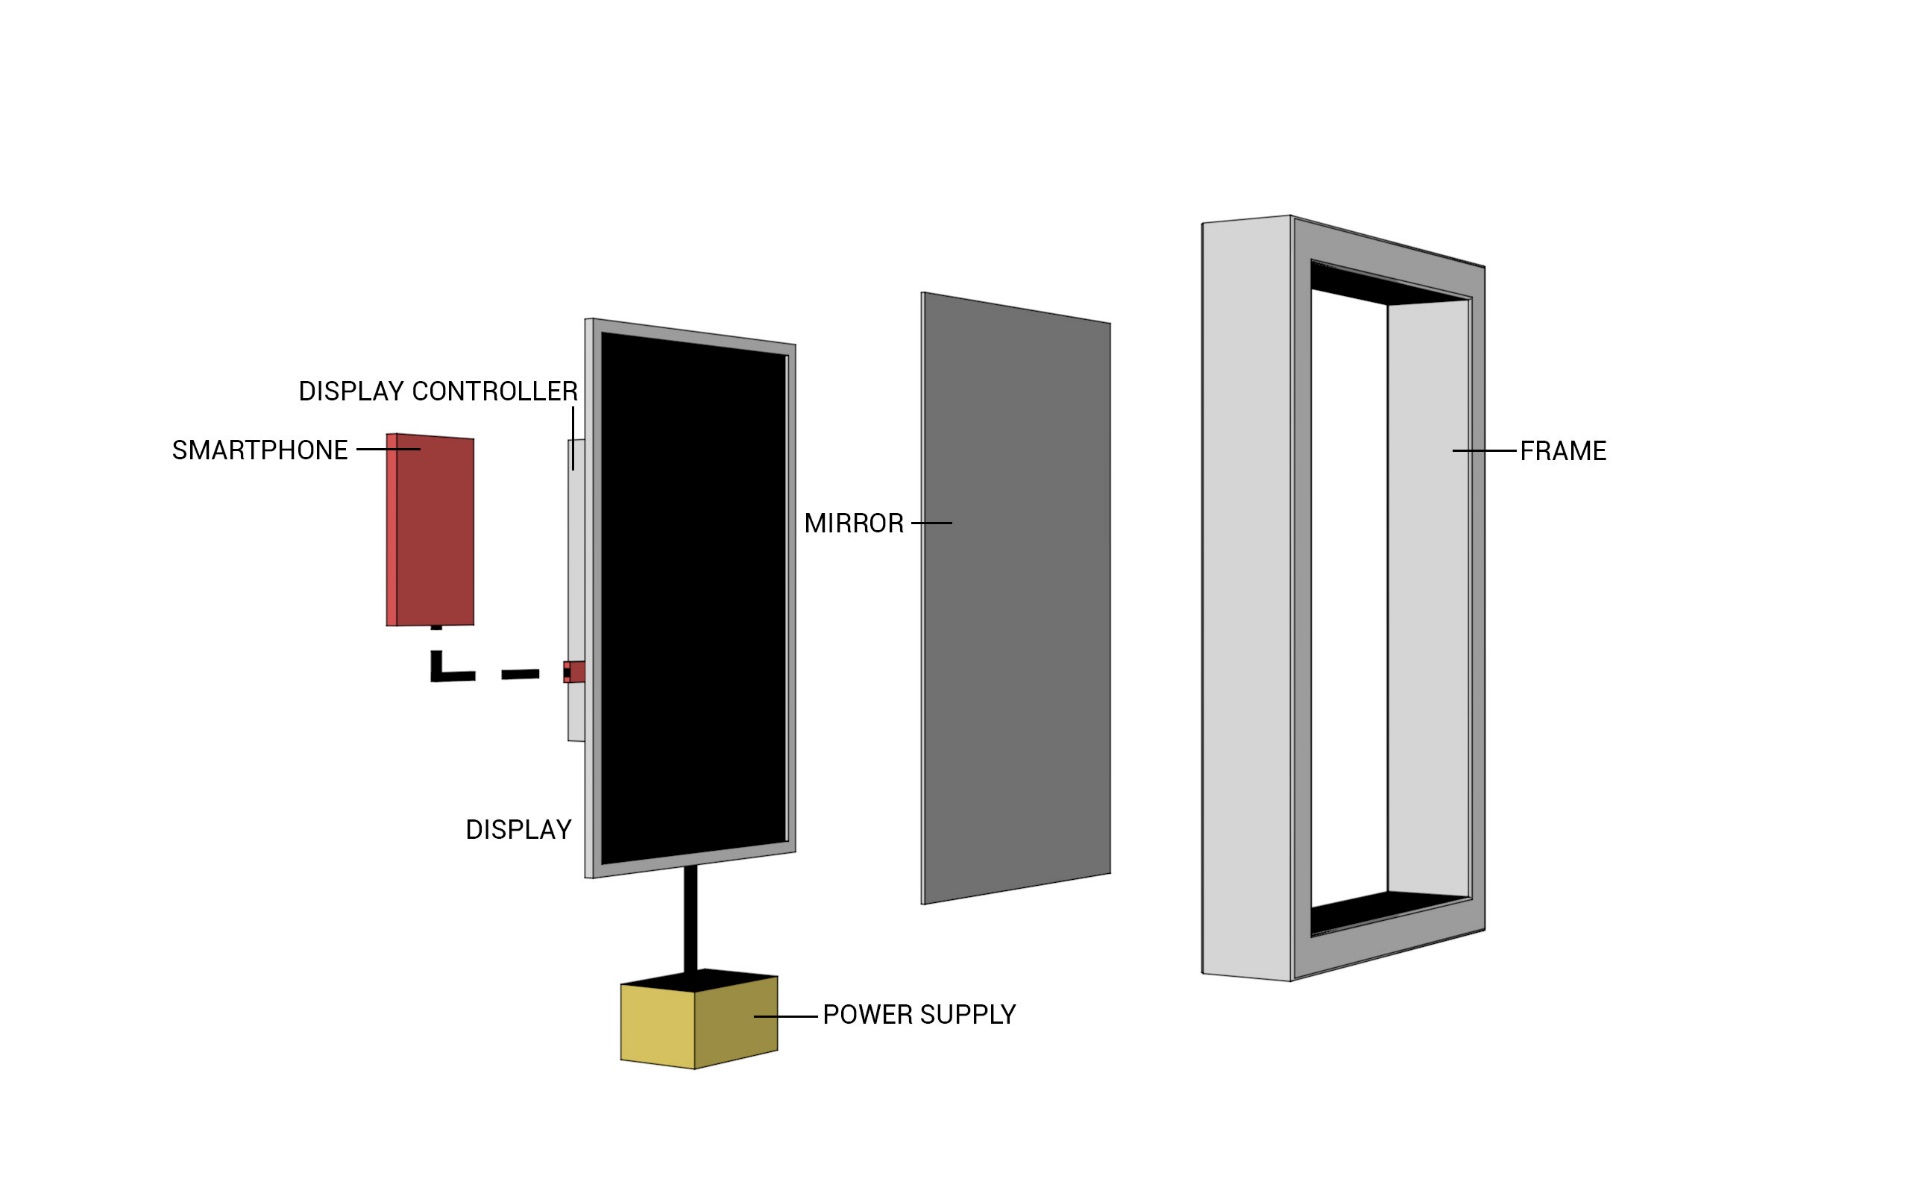 DISPLAY CONTROLLER
SMARTPHONE
FRAME
MIRROR
DISPLAY
POWER SUPPLY